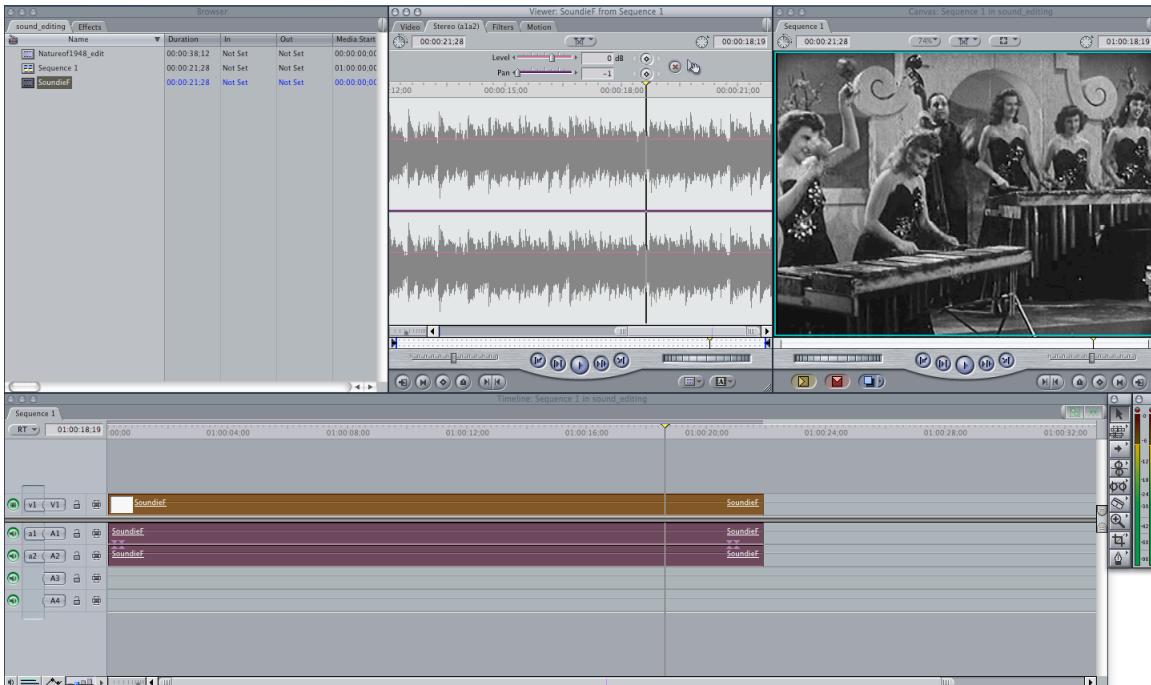 Browser
sound_editing Effects
Name Duration In Out Media Start
Natureof1948_edit 00:00:38;12 Not Set Not Set 00:00:00;00
Sequence 1 00:00:21;28 Not Set Not Set 01:00:00;00
SoundieF 00:00:21;28 Not Set Not Set 00:00:00;00
Viewer: SoundieF from Sequence 1
Video Stereo (a1a2) Filters Motion
00:00:21;28 00:00:18;19
Level 0 dB
Pan -1
12;00 00:00:15;00 00:00:18;00 00:00:21;00
Canvas: Sequence 1 in sound_editing
Sequence 1
00:00:21;28 74% 01:00:18;19
Timeline: Sequence 1 in sound_editing
Sequence 1
RT 01:00:18;19 00;00 01:00:04;00 01:00:08;00 01:00:12;00 01:00:16;00 01:00:20;00 01:00:24;00 01:00:28;00 01:00:32;00
v1 V1 SoundieF SoundieF
a1 A1 SoundieF SoundieF
a2 A2 SoundieF SoundieF
A3
A4